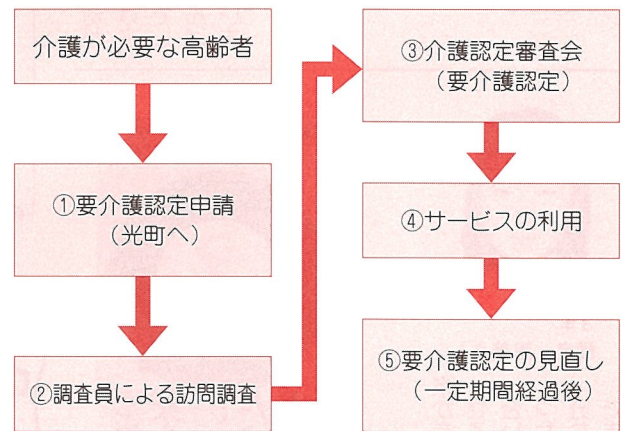 介護が必要な高齢者
①要介護認定申請
（光町へ）
②調査員による訪問調査
③介護認定審査会
（要介護認定）
④サービスの利用
⑤要介護認定の見直し
（一定期間経過後）